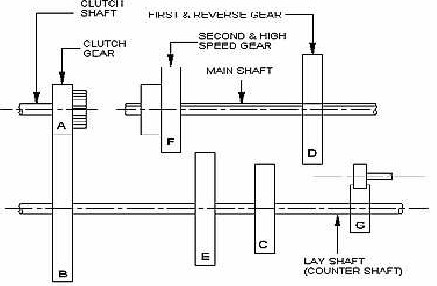 CLUTCH
SHAFT
FIRST & REVERSE GEAR
CLUTCH
GEAR
SECOND & HIGH
SPEED GEAR
MAIN SHAFT
A
F
D
E
C
G
B
LAY SHAFT
(COUNTER SHAFT)